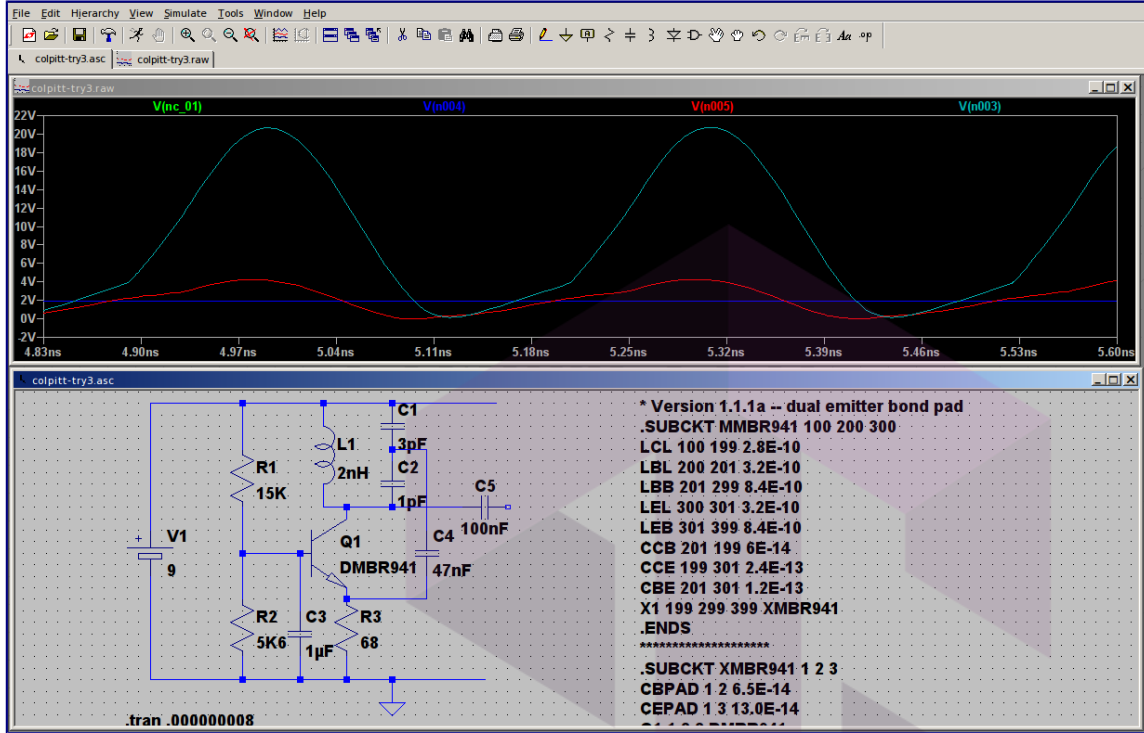 File Edit Hierarchy View Simulate Tools Window Help
Aa .op
colpitt-try3.asc colpitt-try3.raw
colpitt-try3.raw
V(nc_01) V(n004) V(n005) V(n003)
22V
20V
18V
16V
14V
12V
10V
8V
6V
4V
2V
0V
-2V
4.83ns 4.90ns 4.97ns 5.04ns 5.11ns 5.18ns 5.25ns 5.32ns 5.39ns 5.46ns 5.53ns 5.60ns
colpitt-try3.asc
C1
3pF
L1
2nH
C2
1pF
R1
15K
C5
100nF
V1
9
Q1
DMBR941
C4
47nF
R2
5K6
C3
1µF
R3
68
.tran .000000008
* Version 1.1.1a -- dual emitter bond pad
.SUBCKT MMBR941 100 200 300
LCL 100 199 2.8E-10
LBL 200 201 3.2E-10
LBB 201 299 8.4E-10
LEL 300 301 3.2E-10
LEB 301 399 8.4E-10
CCB 201 199 6E-14
CCE 199 301 2.4E-13
CBE 201 301 1.2E-13
X1 199 299 399 XMBR941
.ENDS
********************
.SUBCKT XMBR941 1 2 3
CBPAD 1 2 6.5E-14
CEPAD 1 3 13.0E-14